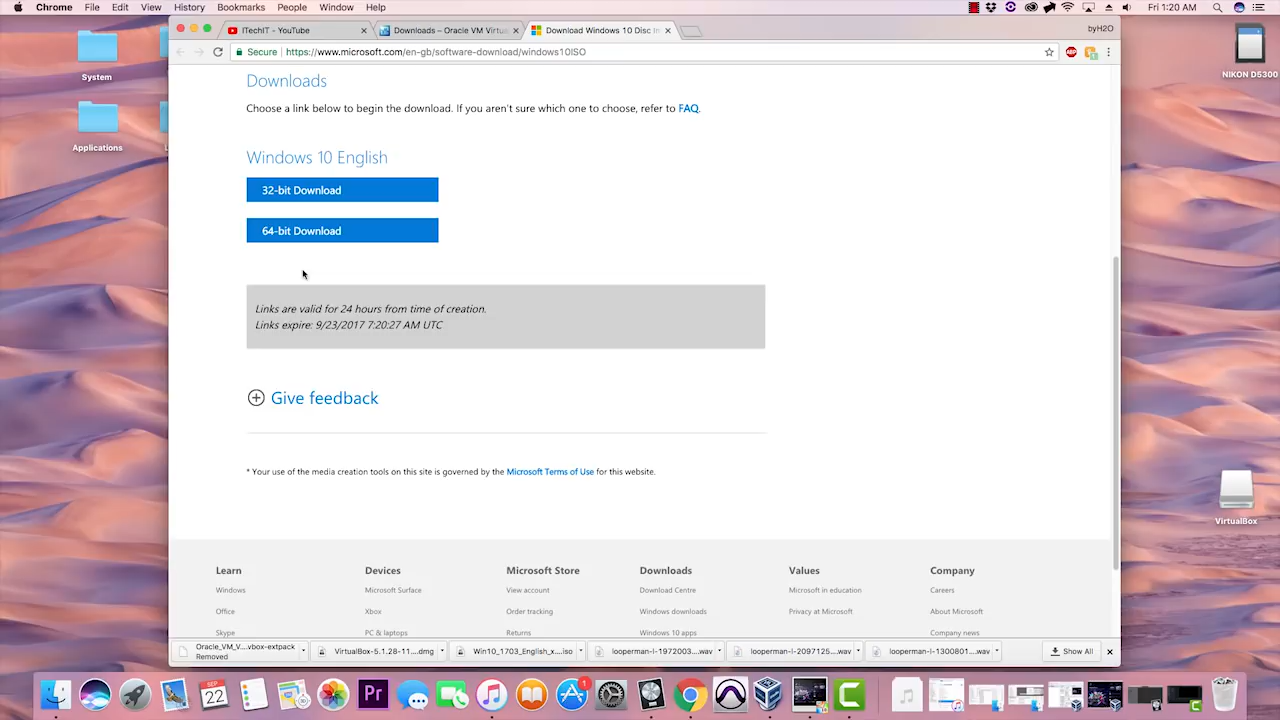 Chrome File Edit View History Bookmarks People Window Help
Fri 1:20 AM
ITechIT - YouTube
Downloads – Oracle VM Virtu
Download Windows 10 Disc In
byH2O
Secure https://www.microsoft.com/en-gb/software-download/windows10ISO
System
Applications
NIKON D5300
VirtualBox
Downloads
Choose a link below to begin the download. If you aren't sure which one to choose, refer to FAQ.
Windows 10 English
32-bit Download
64-bit Download
Links are valid for 24 hours from time of creation.
Links expire: 9/23/2017 7:20:27 AM UTC
Give feedback
* Your use of the media creation tools on this site is governed by the Microsoft Terms of Use for this website.
Learn Devices Microsoft Store Downloads Values Company
Windows Microsoft Surface View account Download Centre Microsoft in education Careers
Office Xbox Order tracking Windows downloads Privacy at Microsoft About Microsoft
Skype PC & laptops Returns Windows 10 apps Company news
Oracle_VM_V....vbox-extpack
Removed
VirtualBox-5.1.28-11....dmg
Win10_1703_English_x....iso
looperman-l-1972003....wav
looperman-l-2097125....wav
looperman-l-1300801....wav
Show All
SEP
22
Pr
1